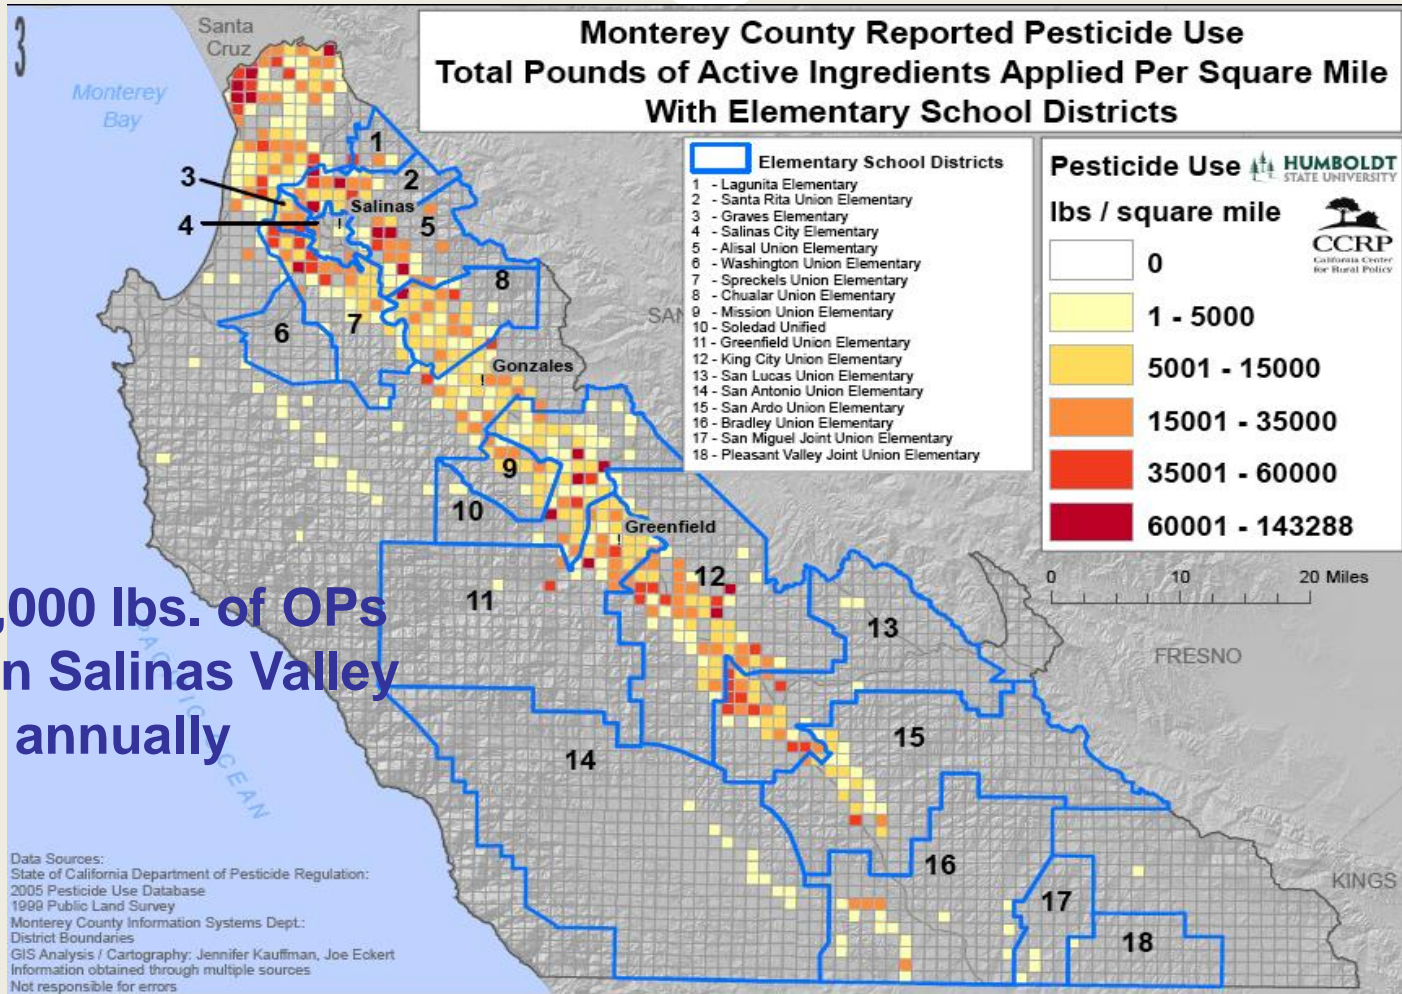 3
Santa
Cruz
Monterey
Bay
Monterey County Reported Pesticide Use
Total Pounds of Active Ingredients Applied Per Square Mile
With Elementary School Districts
Elementary School Districts
1 - Lagunita Elementary
2 - Santa Rita Union Elementary
3 - Graves Elementary
4 - Salinas City Elementary
5 - Alisal Union Elementary
6 - Washington Union Elementary
7 - Spreckels Union Elementary
8 - Chualar Union Elementary
9 - Mission Union Elementary
10 - Soledad Unified
11 - Greenfield Union Elementary
12 - King City Union Elementary
13 - San Lucas Union Elementary
14 - San Antonio Union Elementary
15 - San Ardo Union Elementary
16 - Bradley Union Elementary
17 - San Miguel Joint Union Elementary
18 - Pleasant Valley Joint Union Elementary
Pesticide Use
HUMBOLDT
STATE UNIVERSITY
lbs / square mile
CCRP
California Center
for Rural Policy
0
1 - 5000
5001 - 15000
15001 - 35000
35001 - 60000
60001 - 143288
0 10 20 Miles
1
2
3
Salinas
4
5
8
SAN
6
7
Gonzales
9
10
Greenfield
12
11
13
FRESNO
,000 lbs. of OPs
n Salinas Valley
annually
PACIFIC OCEAN
15
14
16
KINGS
17
18
Data Sources:
State of California Department of Pesticide Regulation:
2005 Pesticide Use Database
1999 Public Land Survey
Monterey County Information Systems Dept.:
District Boundaries
GIS Analysis / Cartography: Jennifer Kauffman, Joe Eckert
Information obtained through multiple sources
Not responsible for errors